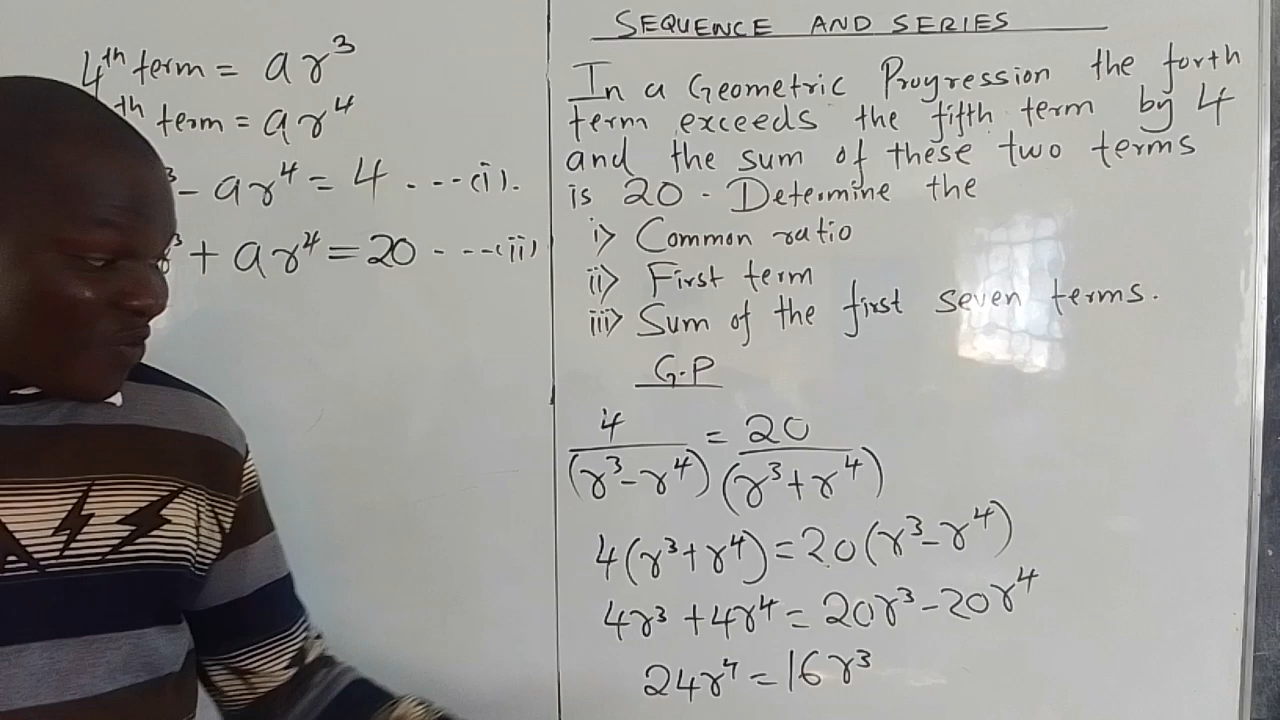 4th term = ar³
th term = ar⁴
³ - ar⁴ = 4 ----(i).
³ + ar⁴ = 20 ----(ii)
SEQUENCE AND SERIES
In a Geometric Progression the forth
term exceeds the fifth term by 4
and the sum of these two terms
is 20. Determine the
i> Common ratio
ii> First term
iii> Sum of the first seven terms.
G.P
4/(r³-r⁴) = 20/(r³+r⁴)
4(r³+r⁴) = 20(r³-r⁴)
4r³ + 4r⁴ = 20r³ - 20r⁴
24r⁴ = 16r³